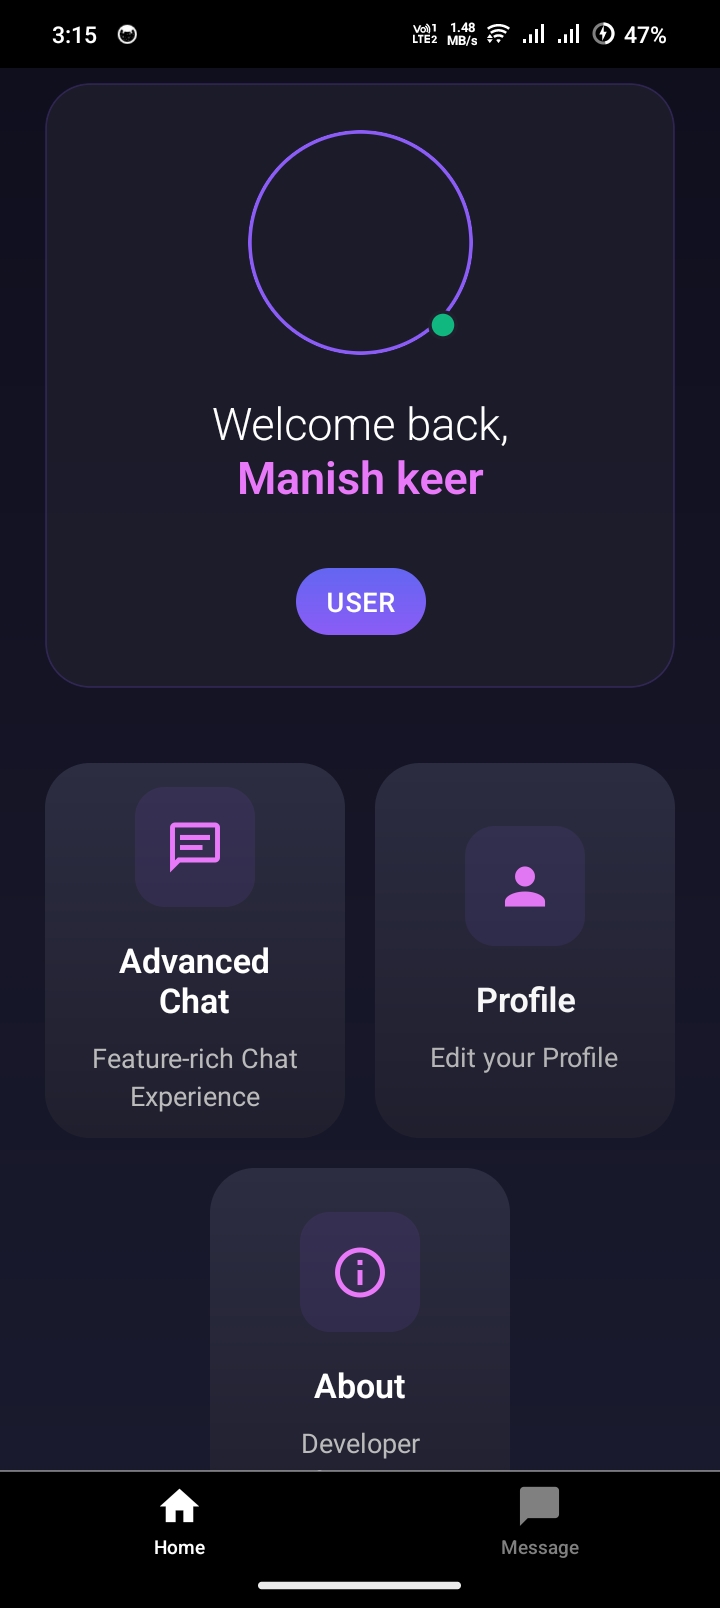 3:15
Vo)) 1
LTE2
1.48
MB/s
47%
Welcome back,
Manish keer
USER
Advanced
Chat
Feature-rich Chat
Experience
Profile
Edit your Profile
About
Developer
Home
Message